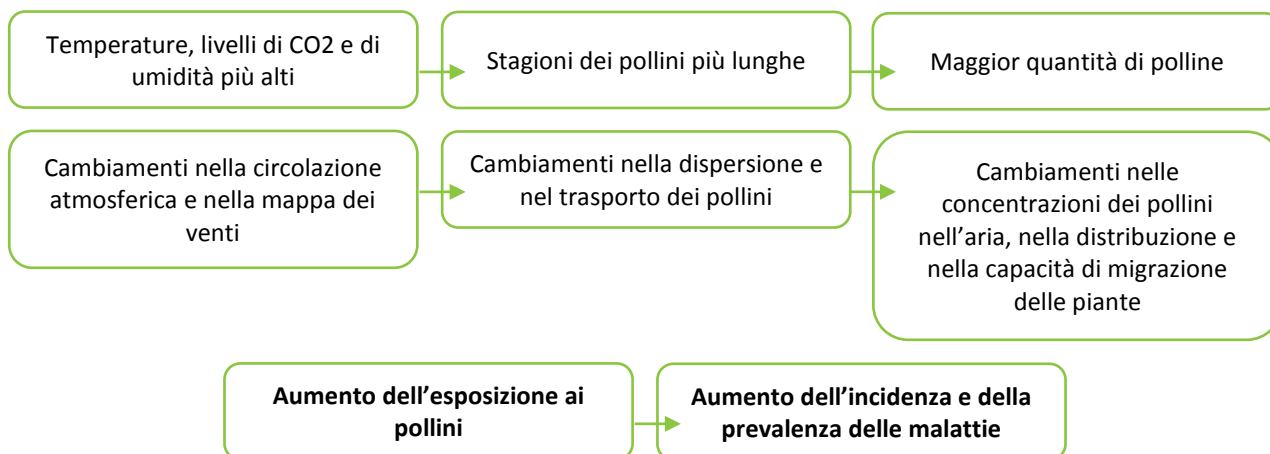 Temperature, livelli di CO2 e di
umidità più alti
Stagioni dei pollini più lunghe
Maggior quantità di polline
Cambiamenti nella circolazione
atmosferica e nella mappa dei
venti
Cambiamenti nella dispersione e
nel trasporto dei pollini
Cambiamenti nelle
concentrazioni dei pollini
nell’aria, nella distribuzione e
nella capacità di migrazione
delle piante
Aumento dell’esposizione ai
pollini
Aumento dell’incidenza e della
prevalenza delle malattie